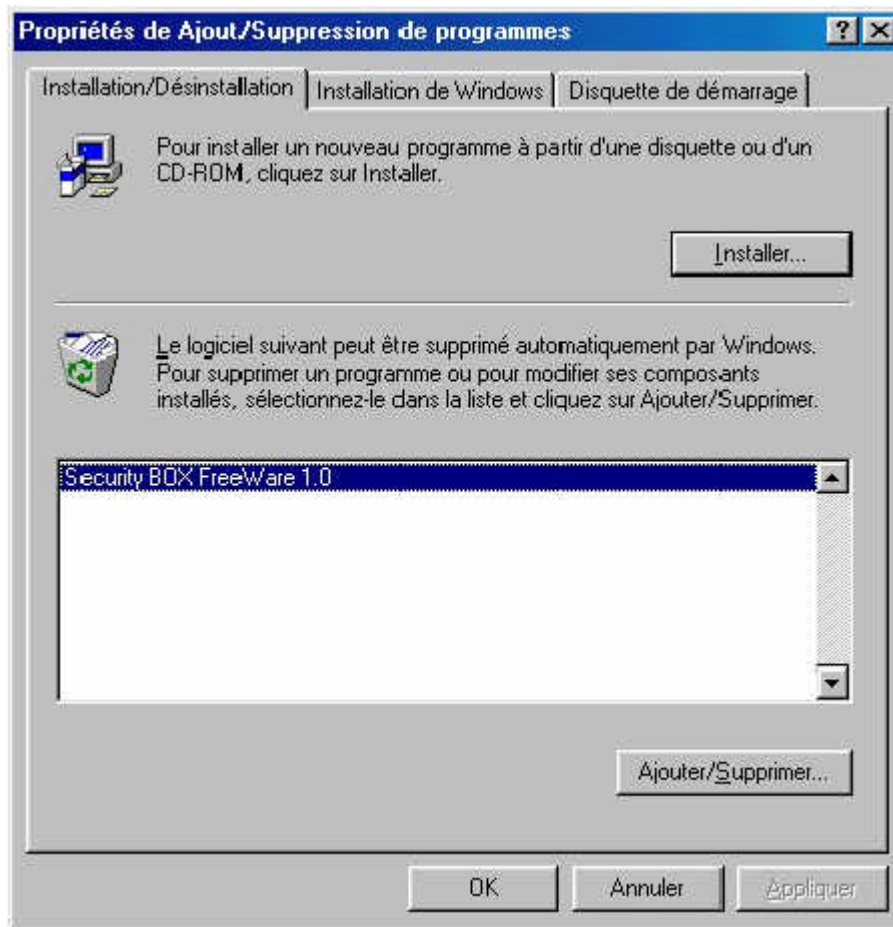 Propriétés de Ajout/Suppression de programmes
Installation/Désinstallation
Installation de Windows
Disquette de démarrage
Pour installer un nouveau programme à partir d'une disquette ou d'un
CD-ROM, cliquez sur Installer.
Installer...
Le logiciel suivant peut être supprimé automatiquement par Windows.
Pour supprimer un programme ou pour modifier ses composants
installés, sélectionnez-le dans la liste et cliquez sur Ajouter/Supprimer.
Security BOX FreeWare 1.0
Ajouter/Supprimer...
OK
Annuler
Appliquer